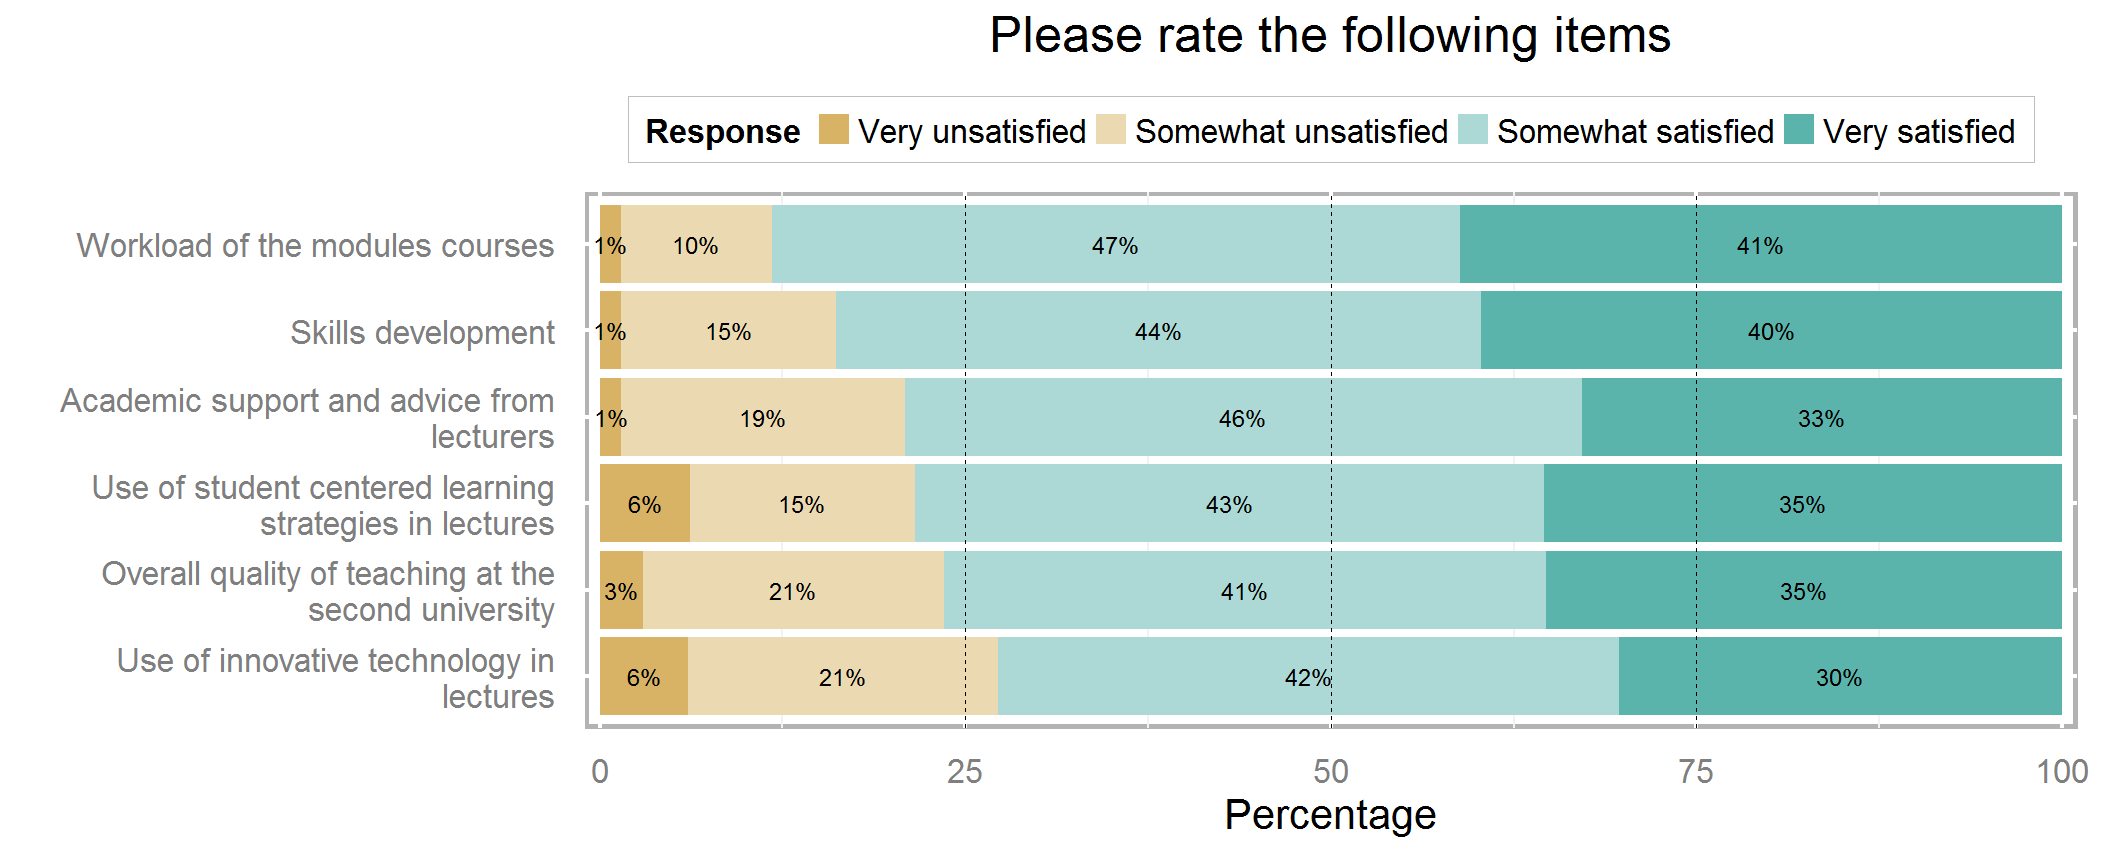 Please rate the following items
Response Very unsatisfied Somewhat unsatisfied Somewhat satisfied Very satisfied
Workload of the modules courses 1% 10% 47% 41%
Skills development 1% 15% 44% 40%
Academic support and advice from
lecturers 1% 19% 46% 33%
Use of student centered learning
strategies in lectures 6% 15% 43% 35%
Overall quality of teaching at the
second university 3% 21% 41% 35%
Use of innovative technology in
lectures 6% 21% 42% 30%
0 25 50 75 100
Percentage